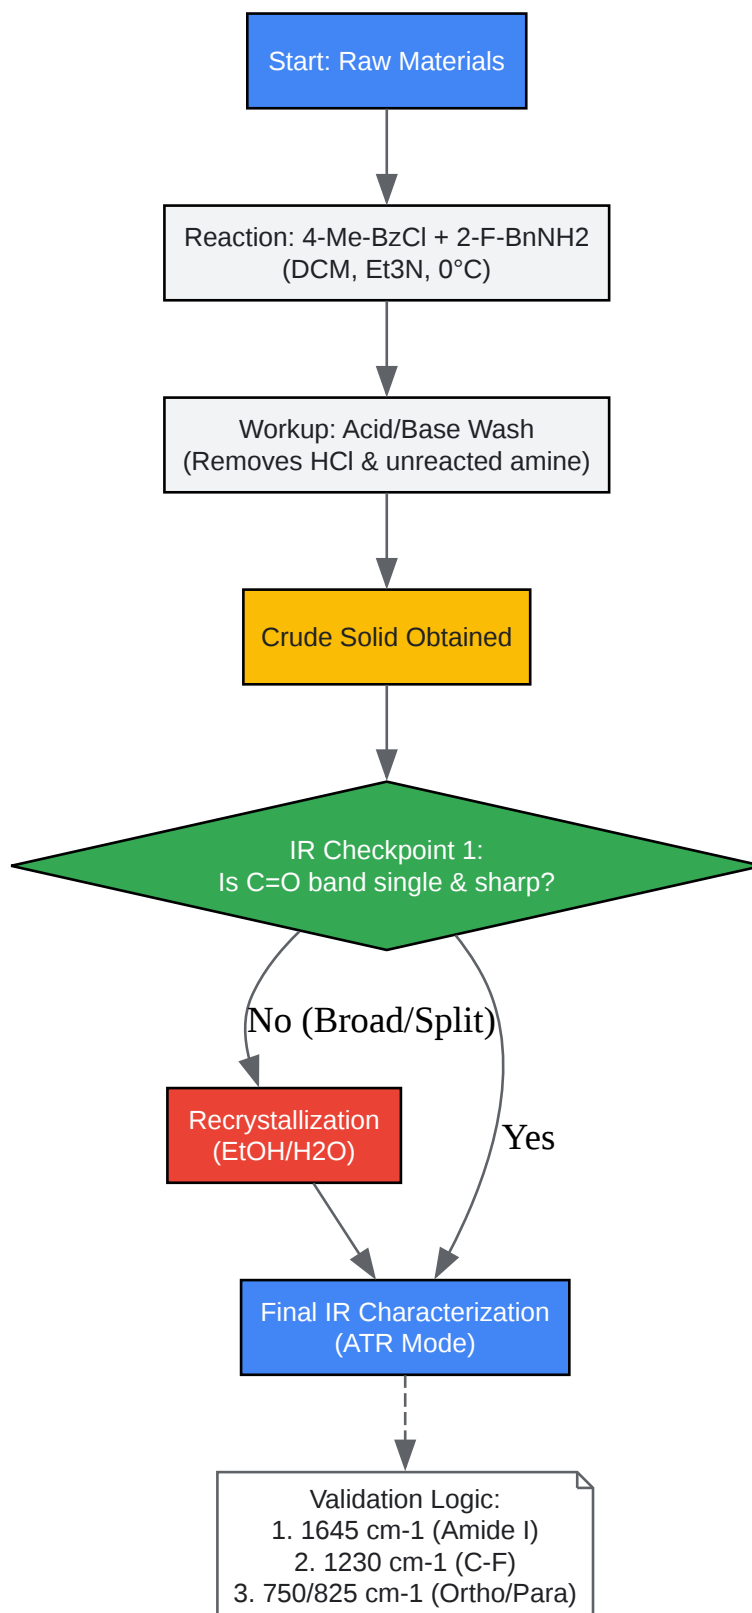 Start: Raw Materials
Reaction: 4-Me-BzCl + 2-F-BnNH2
(DCM, Et3N, 0°C)
Workup: Acid/Base Wash
(Removes HCl & unreacted amine)
Crude Solid Obtained
IR Checkpoint 1:
Is C=O band single & sharp?
No (Broad/Split)
Recrystallization
(EtOH/H2O)
Yes
Final IR Characterization
(ATR Mode)
Validation Logic:
1. 1645 cm-1 (Amide I)
2. 1230 cm-1 (C-F)
3. 750/825 cm-1 (Ortho/Para)